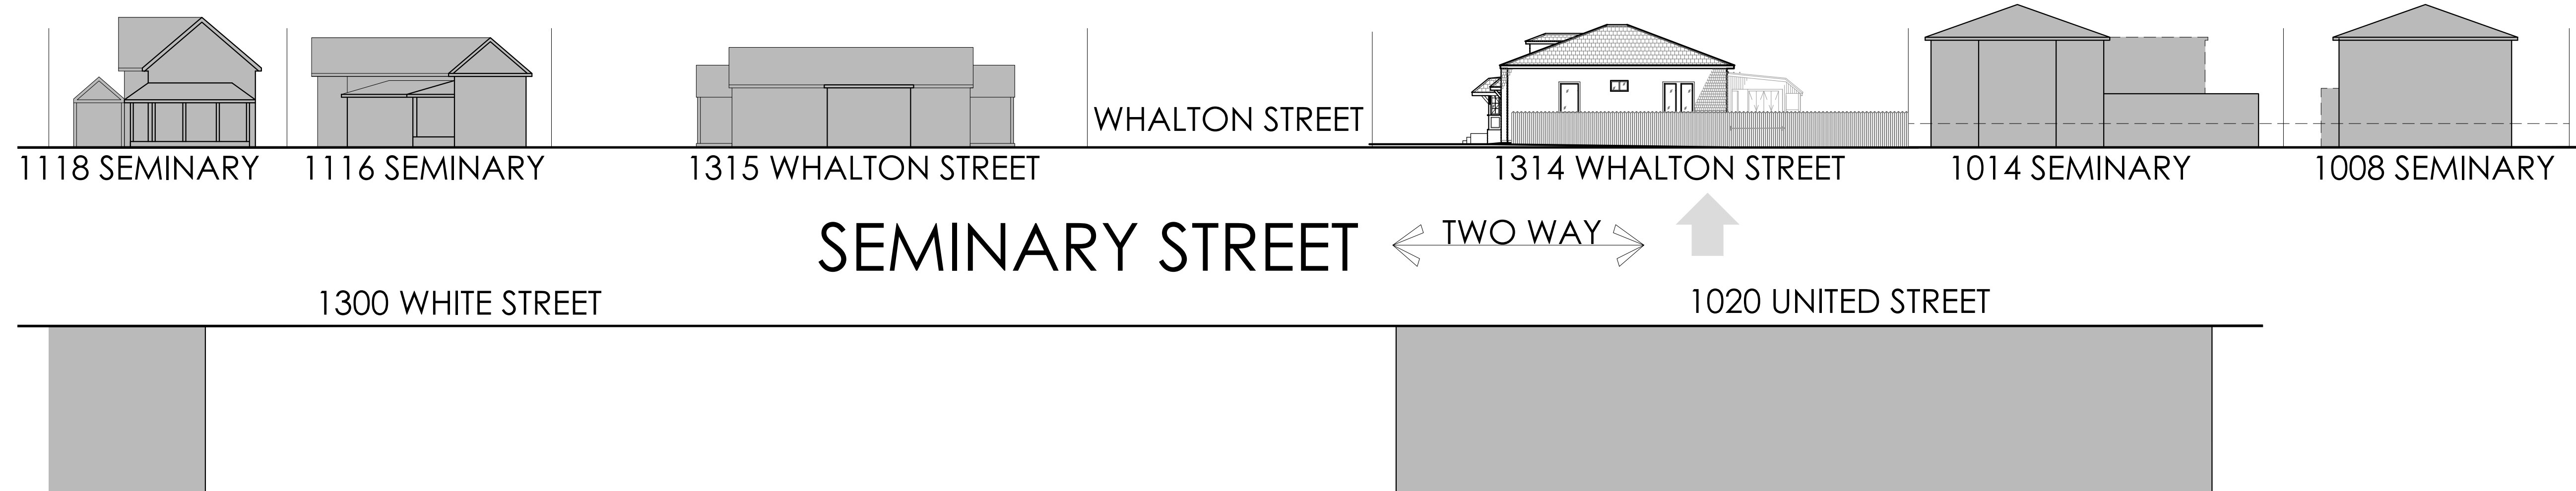 WHALTON STREET
1118 SEMINARY
1116 SEMINARY
1315 WHALTON STREET
1314 WHALTON STREET
1014 SEMINARY
1008 SEMINARY
SEMINARY STREET
TWO WAY
1300 WHITE STREET
1020 UNITED STREET